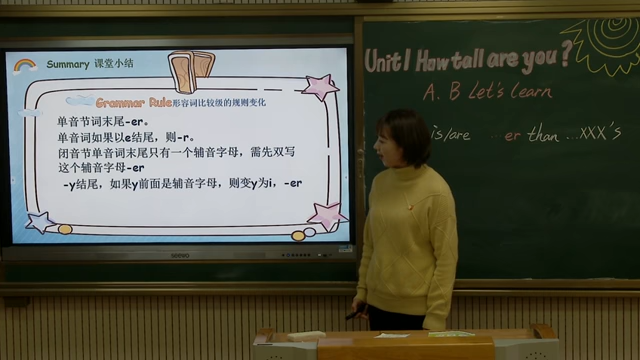 Summary 课堂小结
Grammar Rule形容词比较级的规则变化
单音节词末尾-er。
单音词如果以e结尾，则-r。
闭音节单音词末尾只有一个辅音字母，需先双写
这个辅音字母-er
-y结尾，如果y前面是辅音字母，则变y为i，-er
Unit1 How tall are you?
A. B Let's learn
is/are er than ...XXX's